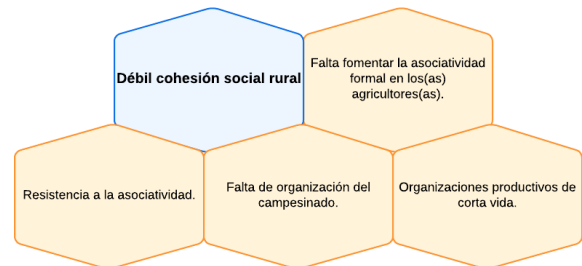 Débil cohesión social rural
Falta fomentar la asociatividad
formal en los(as)
agricultores(as).
Resistencia a la asociatividad.
Falta de organización del
campesinado.
Organizaciones productivos de
corta vida.